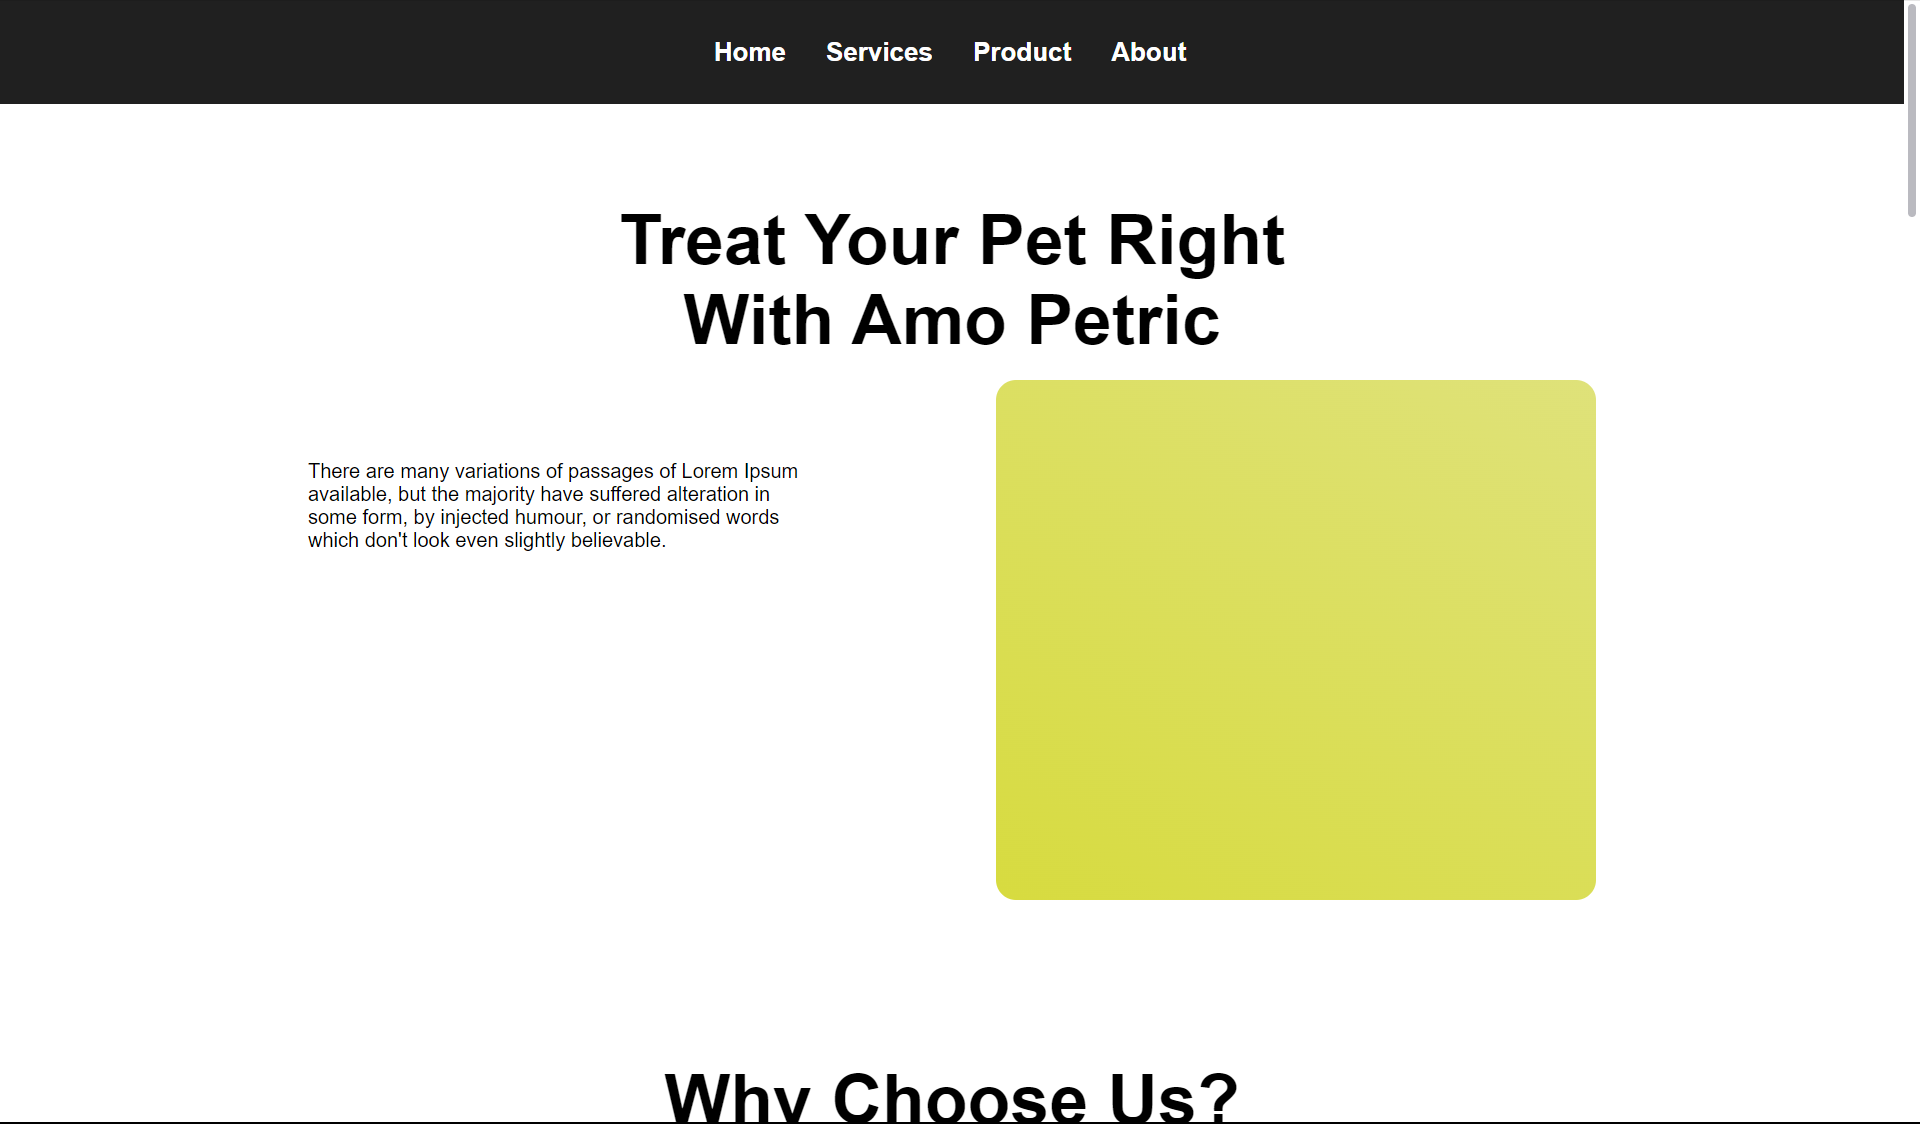 Home Services Product About
Treat Your Pet Right
With Amo Petric
There are many variations of passages of Lorem Ipsum
available, but the majority have suffered alteration in
some form, by injected humour, or randomised words
which don't look even slightly believable.
Why Choose Us?